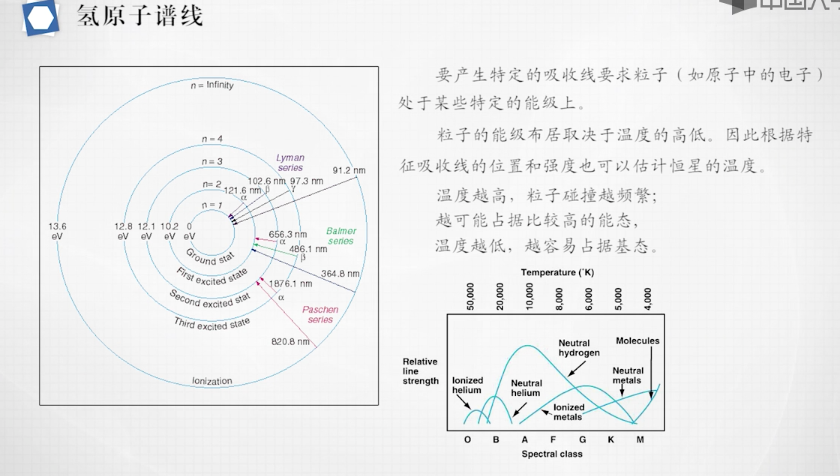 氢原子谱线
n = Infinity
n = 4
n = 3
n = 2
n = 1
Lyman
series
91.2 nm
102.6 nm
97.3 nm
121.6 nm
β
γ
α
13.6
eV
12.8
eV
12.1
eV
10.2
eV
0
eV
656.3 nm
α
486.1 nm
β
Balmer
series
364.8 nm
Ground stat
First excited state
Second excited stat
Third excited state
1876.1 nm
α
Paschen
series
820.8 nm
Ionization
要产生特定的吸收线要求粒子（如原子中的电子）
处于某些特定的能级上。
粒子的能级布居取决于温度的高低。因此根据特
征吸收线的位置和强度也可以估计恒星的温度。
温度越高，粒子碰撞越频繁；
越可能占据比较高的能态，
温度越低，越容易占据基态。
Temperature (°K)
50,000
20,000
10,000
8,000
6,000
5,000
4,000
Relative
line
strength
Ionized
helium
Neutral
helium
Neutral
hydrogen
Ionized
metals
Neutral
metals
Molecules
O B A F G K M
Spectral class